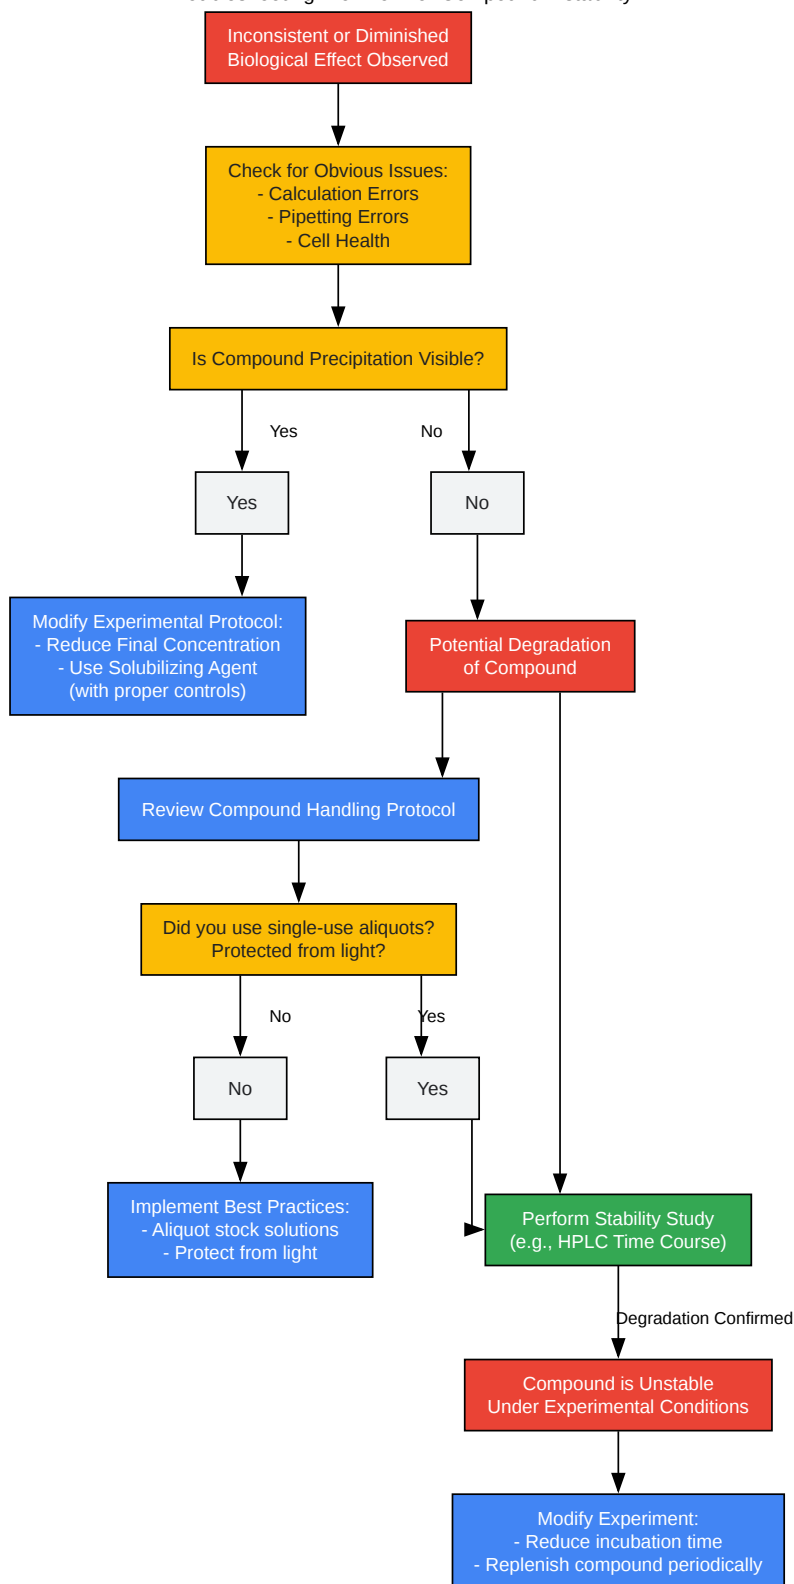 Inconsistent or Diminished
Biological Effect Observed
Check for Obvious Issues:
- Calculation Errors
- Pipetting Errors
- Cell Health
Is Compound Precipitation Visible?
Yes
No
Yes
No
Modify Experimental Protocol:
- Reduce Final Concentration
- Use Solubilizing Agent
(with proper controls)
Potential Degradation
of Compound
Review Compound Handling Protocol
Did you use single-use aliquots?
Protected from light?
No
Yes
No
Yes
Implement Best Practices:
- Aliquot stock solutions
- Protect from light
Perform Stability Study
(e.g., HPLC Time Course)
Degradation Confirmed
Compound is Unstable
Under Experimental Conditions
Modify Experiment:
- Reduce incubation time
- Replenish compound periodically